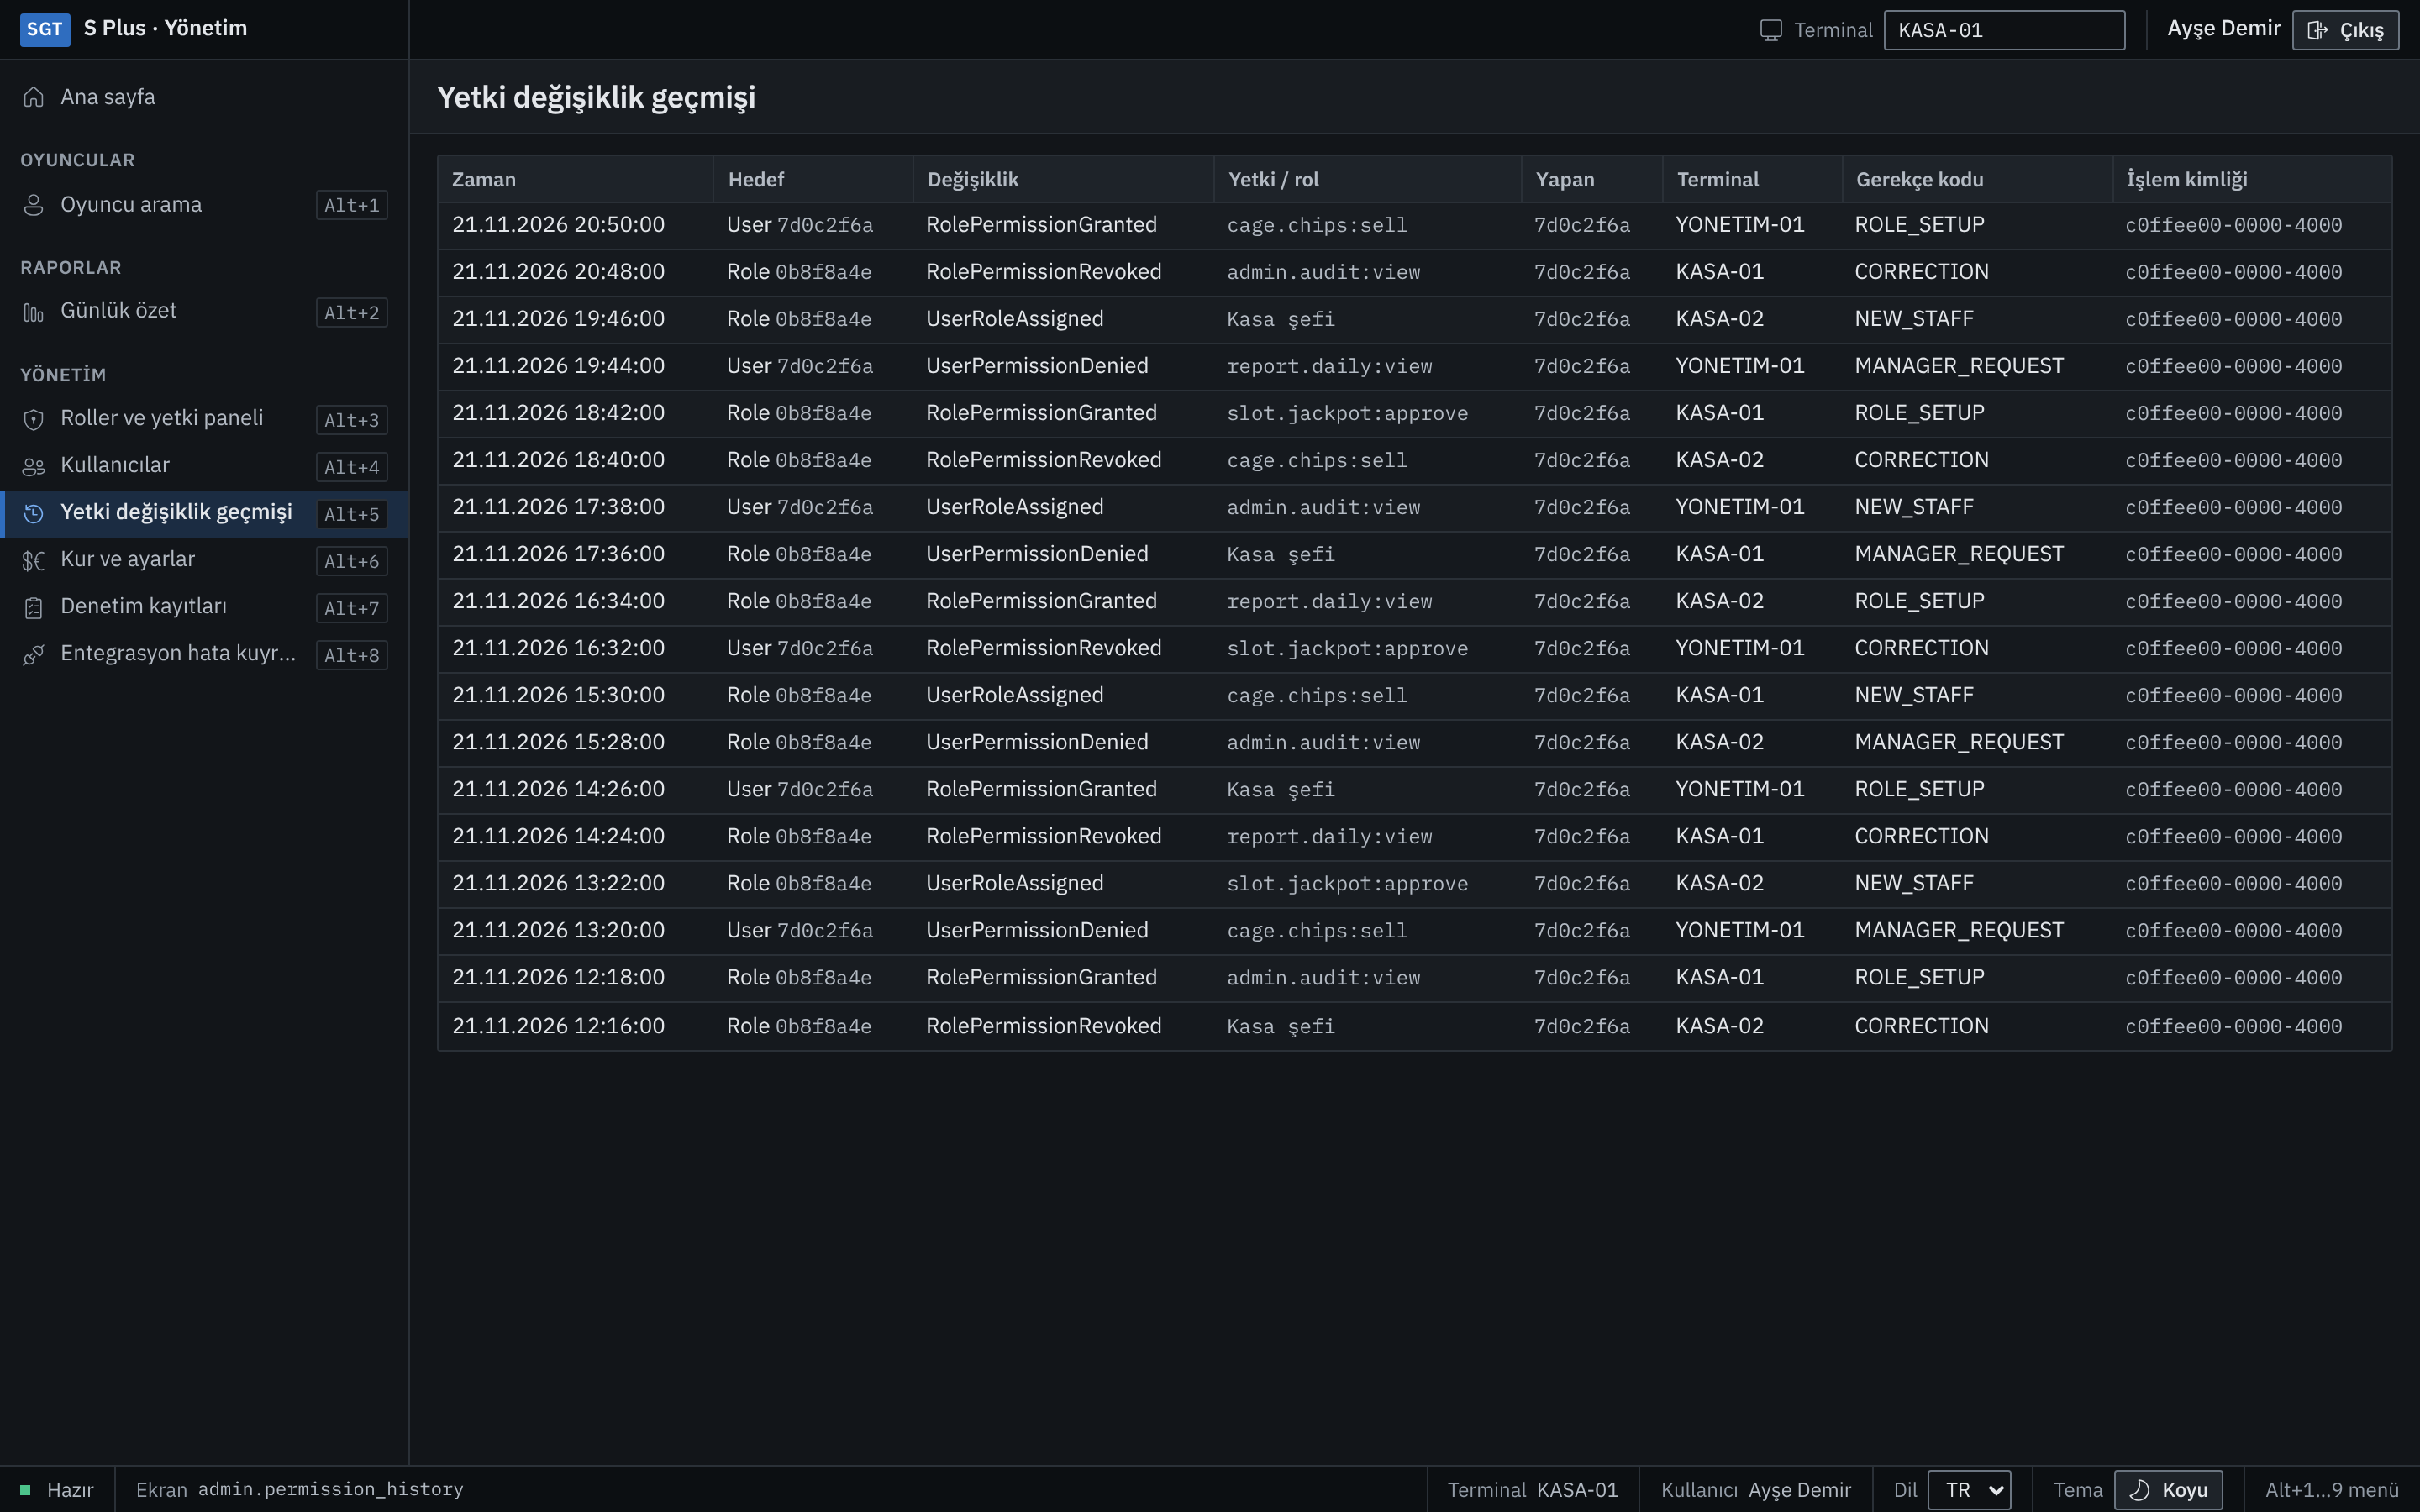 SGT S Plus · Yönetim
Terminal KASA-01 Ayşe Demir Çıkış
Ana sayfa
OYUNCULAR
Oyuncu arama Alt+1
RAPORLAR
Günlük özet Alt+2
YÖNETİM
Roller ve yetki paneli Alt+3
Kullanıcılar Alt+4
Yetki değişiklik geçmişi Alt+5
Kur ve ayarlar Alt+6
Denetim kayıtları Alt+7
Entegrasyon hata kuyr... Alt+8
Yetki değişiklik geçmişi
Zaman Hedef Değişiklik Yetki / rol Yapan Terminal Gerekçe kodu İşlem kimliği
21.11.2026 20:50:00 User 7d0c2f6a RolePermissionGranted cage.chips:sell 7d0c2f6a YONETIM-01 ROLE_SETUP c0ffee00-0000-4000
21.11.2026 20:48:00 Role 0b8f8a4e RolePermissionRevoked admin.audit:view 7d0c2f6a KASA-01 CORRECTION c0ffee00-0000-4000
21.11.2026 19:46:00 Role 0b8f8a4e UserRoleAssigned Kasa şefi 7d0c2f6a KASA-02 NEW_STAFF c0ffee00-0000-4000
21.11.2026 19:44:00 User 7d0c2f6a UserPermissionDenied report.daily:view 7d0c2f6a YONETIM-01 MANAGER_REQUEST c0ffee00-0000-4000
21.11.2026 18:42:00 Role 0b8f8a4e RolePermissionGranted slot.jackpot:approve 7d0c2f6a KASA-01 ROLE_SETUP c0ffee00-0000-4000
21.11.2026 18:40:00 Role 0b8f8a4e RolePermissionRevoked cage.chips:sell 7d0c2f6a KASA-02 CORRECTION c0ffee00-0000-4000
21.11.2026 17:38:00 User 7d0c2f6a UserRoleAssigned admin.audit:view 7d0c2f6a YONETIM-01 NEW_STAFF c0ffee00-0000-4000
21.11.2026 17:36:00 Role 0b8f8a4e UserPermissionDenied Kasa şefi 7d0c2f6a KASA-01 MANAGER_REQUEST c0ffee00-0000-4000
21.11.2026 16:34:00 Role 0b8f8a4e RolePermissionGranted report.daily:view 7d0c2f6a KASA-02 ROLE_SETUP c0ffee00-0000-4000
21.11.2026 16:32:00 User 7d0c2f6a RolePermissionRevoked slot.jackpot:approve 7d0c2f6a YONETIM-01 CORRECTION c0ffee00-0000-4000
21.11.2026 15:30:00 Role 0b8f8a4e UserRoleAssigned cage.chips:sell 7d0c2f6a KASA-01 NEW_STAFF c0ffee00-0000-4000
21.11.2026 15:28:00 Role 0b8f8a4e UserPermissionDenied admin.audit:view 7d0c2f6a KASA-02 MANAGER_REQUEST c0ffee00-0000-4000
21.11.2026 14:26:00 User 7d0c2f6a RolePermissionGranted Kasa şefi 7d0c2f6a YONETIM-01 ROLE_SETUP c0ffee00-0000-4000
21.11.2026 14:24:00 Role 0b8f8a4e RolePermissionRevoked report.daily:view 7d0c2f6a KASA-01 CORRECTION c0ffee00-0000-4000
21.11.2026 13:22:00 Role 0b8f8a4e UserRoleAssigned slot.jackpot:approve 7d0c2f6a KASA-02 NEW_STAFF c0ffee00-0000-4000
21.11.2026 13:20:00 User 7d0c2f6a UserPermissionDenied cage.chips:sell 7d0c2f6a YONETIM-01 MANAGER_REQUEST c0ffee00-0000-4000
21.11.2026 12:18:00 Role 0b8f8a4e RolePermissionGranted admin.audit:view 7d0c2f6a KASA-01 ROLE_SETUP c0ffee00-0000-4000
21.11.2026 12:16:00 Role 0b8f8a4e RolePermissionRevoked Kasa şefi 7d0c2f6a KASA-02 CORRECTION c0ffee00-0000-4000
Hazır Ekran admin.permission_history Terminal KASA-01 Kullanıcı Ayşe Demir Dil TR Tema Koyu Alt+1...9 menü